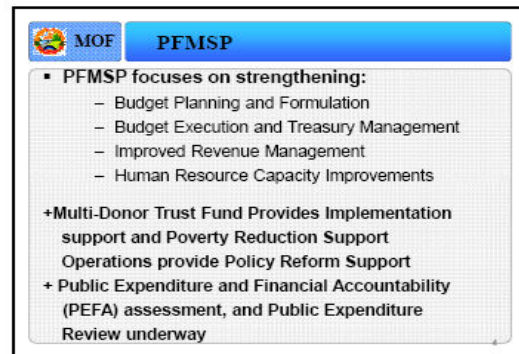 MOF PFMSP
▪ PFMSP focuses on strengthening:
– Budget Planning and Formulation
– Budget Execution and Treasury Management
– Improved Revenue Management
– Human Resource Capacity Improvements
+Multi-Donor Trust Fund Provides Implementation
support and Poverty Reduction Support
Operations provide Policy Reform Support
+ Public Expenditure and Financial Accountability
(PEFA) assessment, and Public Expenditure
Review underway
4